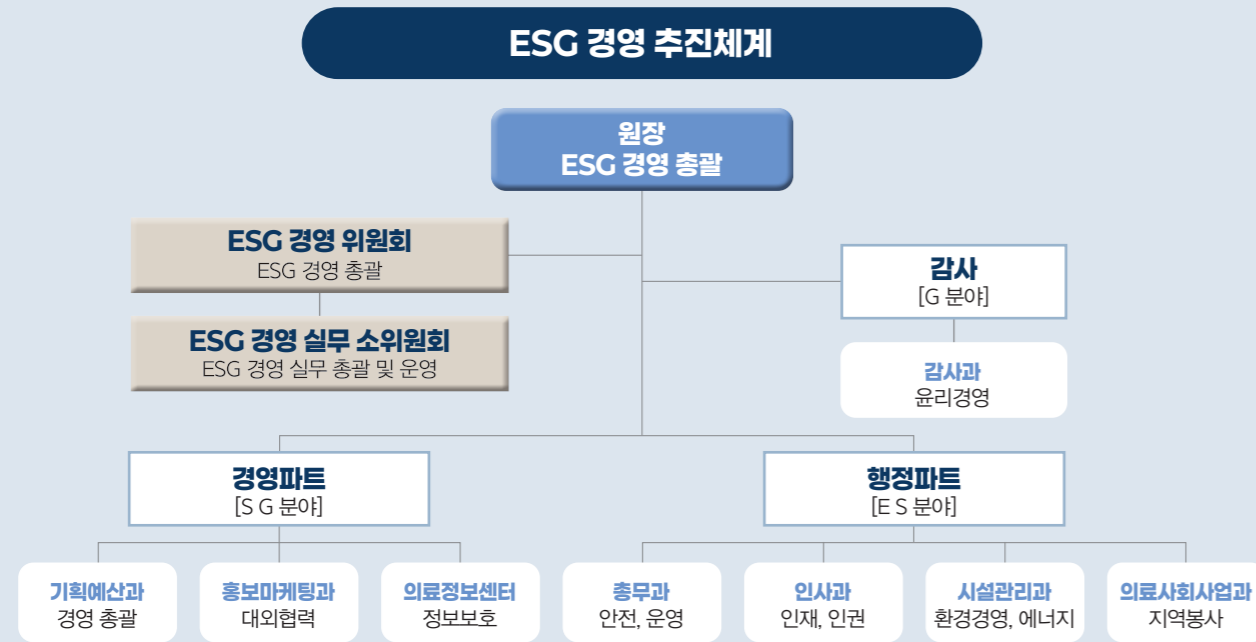 ESG 경영 추진체계
원장
ESG 경영 총괄
ESG 경영 위원회
ESG 경영 총괄
ESG 경영 실무 소위원회
ESG 경영 실무 총괄 및 운영
감사
[G 분야]
감사과
윤리경영
경영파트
[S G 분야]
행정파트
[E S 분야]
기획예산과
경영 총괄
홍보마케팅과
대외협력
의료정보센터
정보보호
총무과
안전, 운영
인사과
인재, 인권
시설관리과
환경경영, 에너지
의료사회사업과
지역봉사